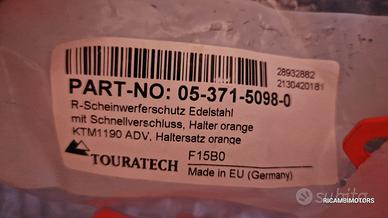 28932882
2130420181
PART-NO: 05-371-5098-0
R-Scheinwerferschutz Edelstahl
mit Schnellverschluss, Halter orange
KTM1190 ADV, Haltersatz orange
TOURATECH
F15B0
Made in EU (Germany)
subito
RICAMBIMOTORS